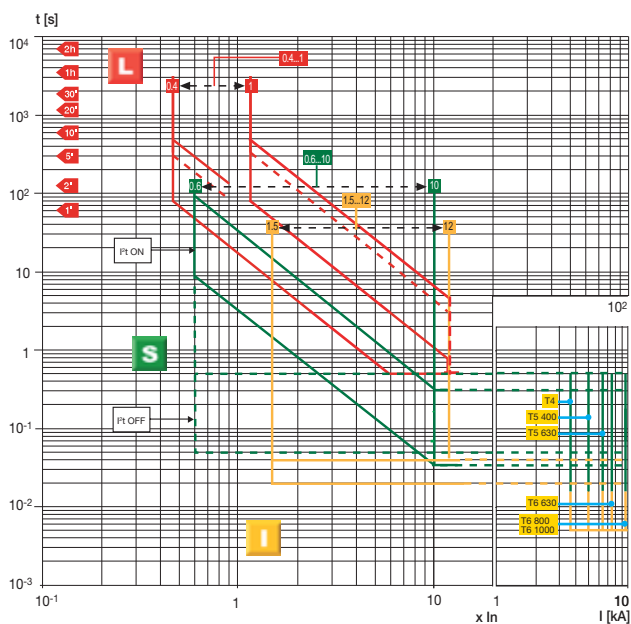 t [s]
10⁴
2h
L
0.4...1
1h
0.4
1
30'
20'
10³
10'
5'
0.6...10
2'
0.6
10
10²
1'
1.5...12
1.5
12
I²t ON
10
10²
1
S
T4
T5 400
I²t OFF
T5 630
10⁻¹
T6 630
10⁻²
I
T6 800
T6 1000
10⁻³
10⁻¹
1
10
1
10
x In
I [kA]